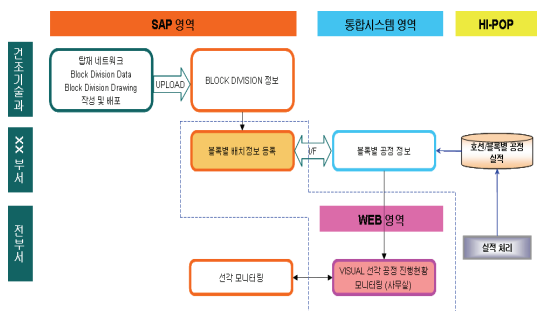 SAP 영역
통합시스템 영역
HI-POP
건조기술과
탑재 네트워크
Block Division Data
Block Division Drawing
작성 및 배포
UPLOAD
BLOCK DIVISION 정보
XX 부서
블록별 배치정보 등록
I/F
블록별 공정 정보
호선/블록별 공정
실적
WEB 영역
전부서
실적 처리
선각 모니터링
VISUAL 선각 공정 진행현황
모니터링 (사무실)